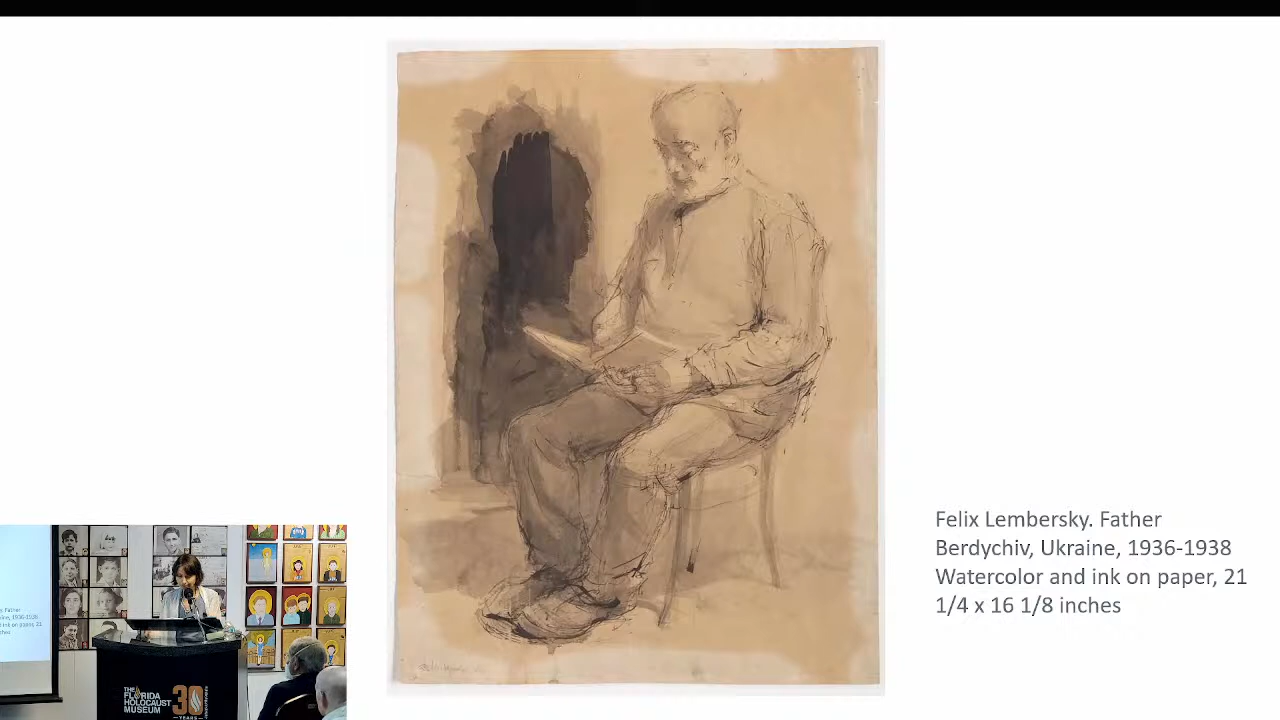 Felix Lembersky. Father
Berdychiv, Ukraine, 1936-1938
Watercolor and ink on paper, 21
1/4 x 16 1/8 inches
THE
FLORIDA
HOLOCAUST
MUSEUM
30
YEARS